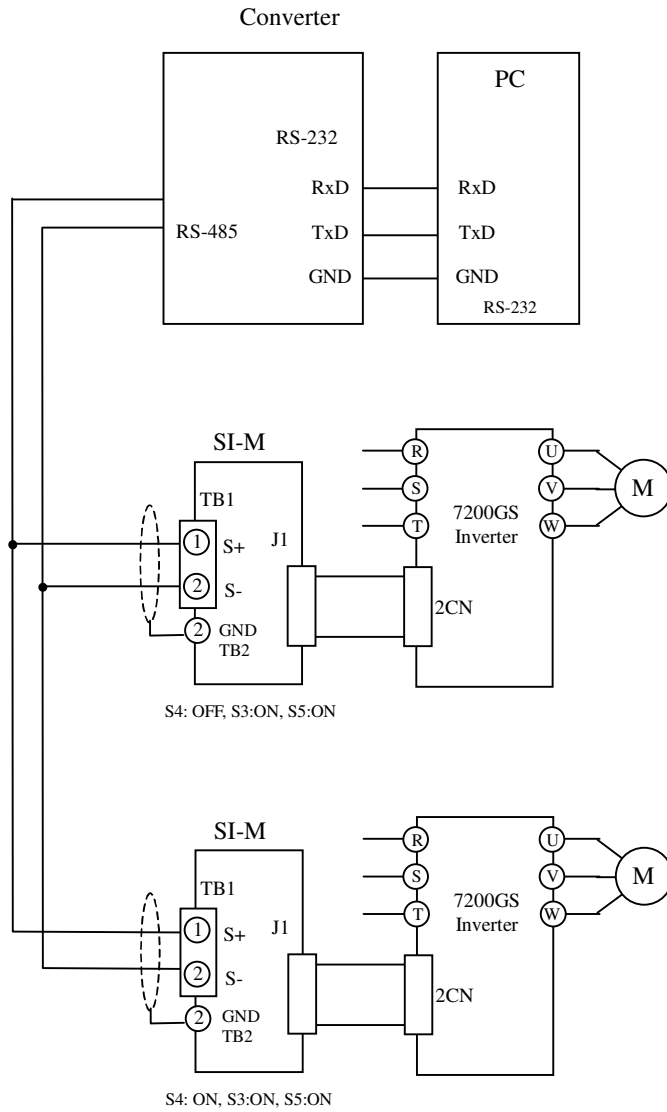 Converter
PC
RS-232
RxD
RxD
RS-485
TxD
TxD
GND
GND
RS-232
SI-M
R
U
TB1
S
V
M
1
S+
J1
7200GS
Inverter
T
W
2
S-
2CN
2
GND
TB2
S4: OFF, S3:ON, S5:ON
SI-M
R
U
TB1
S
V
M
1
S+
J1
7200GS
Inverter
T
W
2
S-
2CN
2
GND
TB2
S4: ON, S3:ON, S5:ON